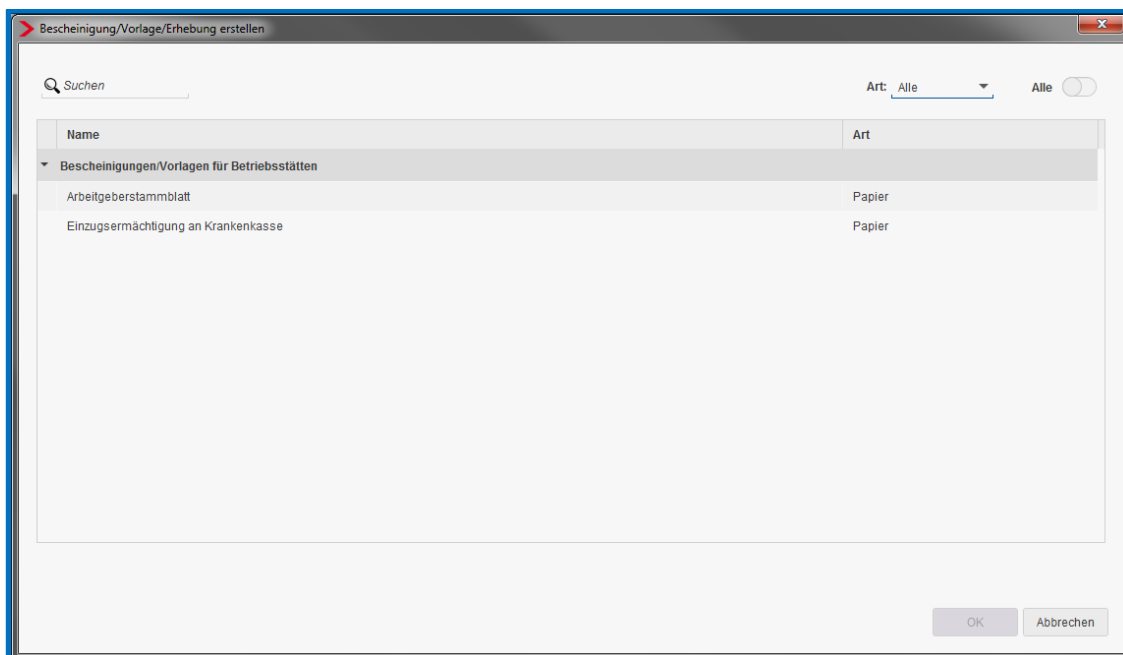 Bescheinigung/Vorlage/Erhebung erstellen
x
Suchen
Art: Alle
Alle
Name Art
Bescheinigungen/Vorlagen für Betriebsstätten
Arbeitgeberstammblatt Papier
Einzugsermächtigung an Krankenkasse Papier
OK Abbrechen